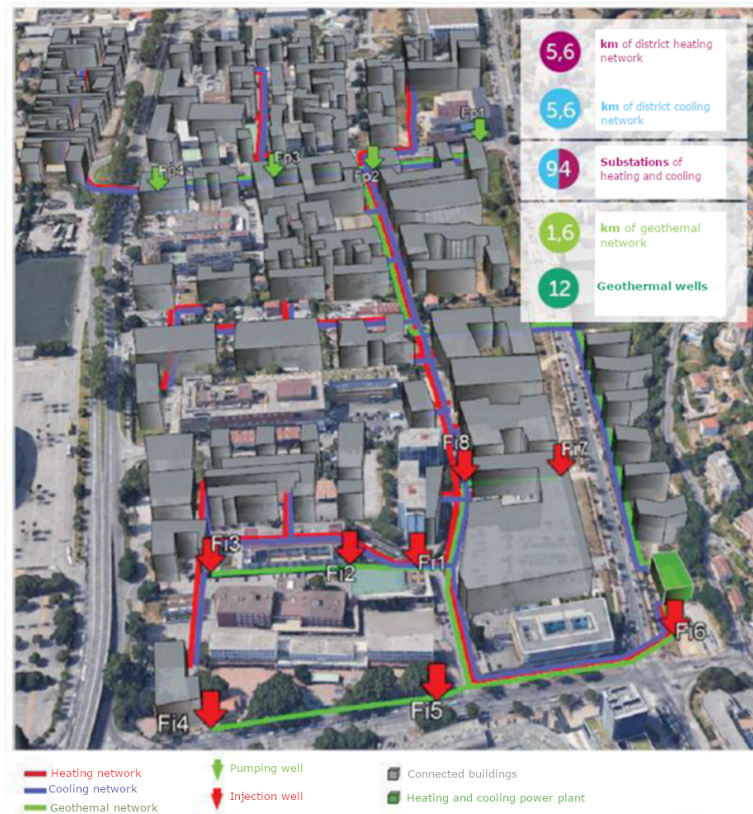 5,6
km of district heating
network
5,6
km of district cooling
network
94
Substations of
heating and cooling
1,6
km of geothemal
network
12
Geothermal wells
Fp1
Fp3
Fp4
Fp2
Fi8
Fi7
Fi3
Fi1
Fi2
Fi6
Fi5
Fi4
Heating network
Cooling network
Geothemal network
Pumping well
Injection well
Connected buildings
Heating and cooling power plant